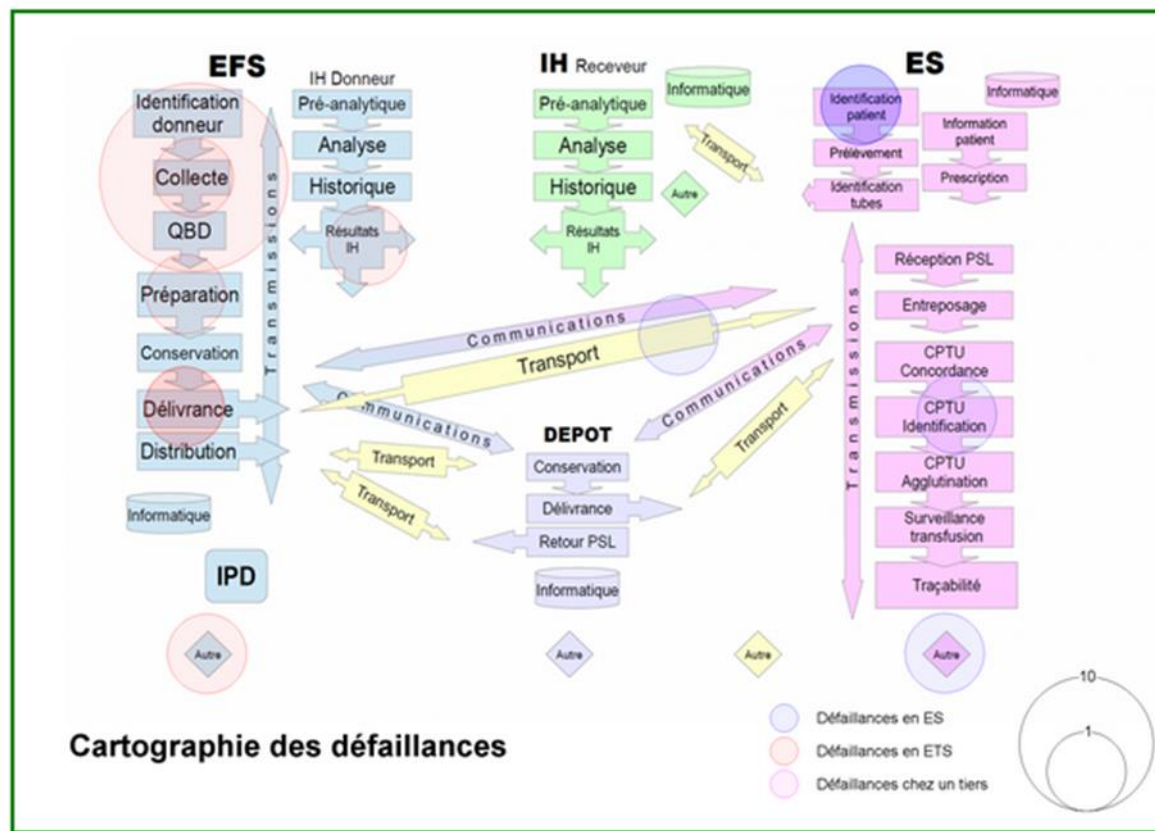 EFS
IH Donneur
Identification
donneur
Collecte
QBD
Préparation
Conservation
Délivrance
Distribution
Informatique
IPD
Autre
Transmissions
Pré-analytique
Analyse
Historique
Résultats
IH
IH Receveur
Informatique
Pré-analytique
Analyse
Historique
Résultats
IH
Transport
Autre
ES
Informatique
Identification
patient
Prélèvement
Identification
tubes
Information
patient
Prescription
Transmissions
Réception PSL
Entreposage
CPTU
Concordance
CPTU
Identification
CPTU
Agglutination
Surveillance
transfusion
Traçabilité
Autre
Communications
Transport
Communications
Communications
Transport
Transport
Transport
DEPOT
Conservation
Délivrance
Retour PSL
Informatique
Autre
Autre
Cartographie des défaillances
Défaillances en ES
Défaillances en ETS
Défaillances chez un tiers
10
1